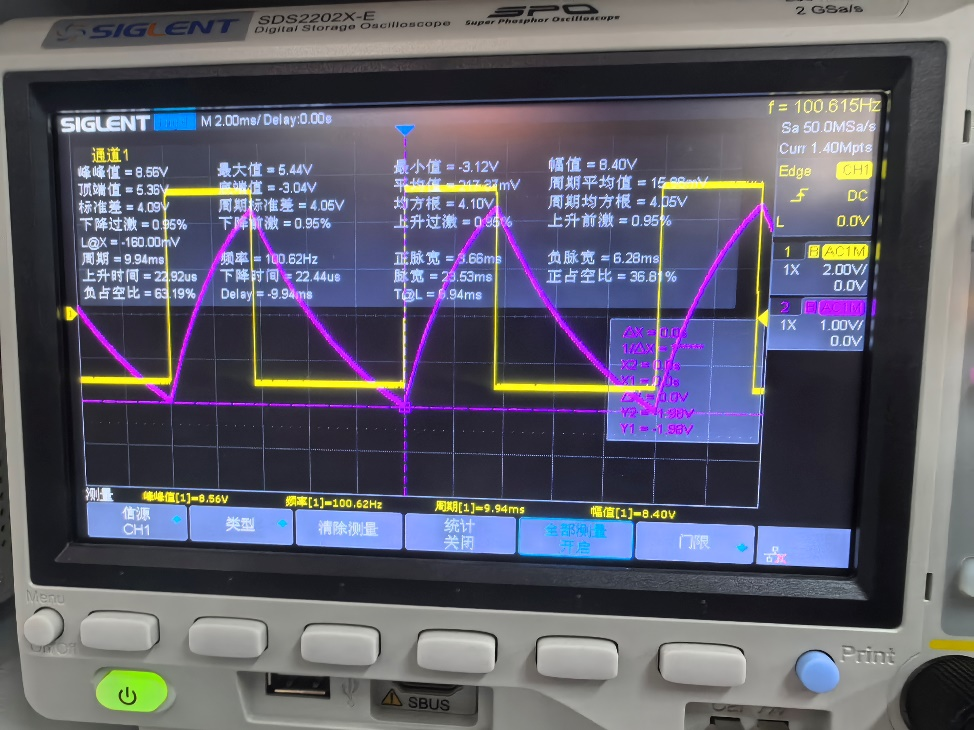 SIGLENT
SDS2202X-E
Digital Storage Oscilloscope
SPO
Super Phosphor Oscilloscope
2 GSa/s
SIGLENT
M 2.00ms/ Delay:0.00s
f = 100.615Hz
Sa 50.0MSa/s
Curr 1.40Mpts
Edge CH1
DC
L 0.0V
通道1
峰峰值 = 8.56V 最大值 = 5.44V 最小值 = -3.12V 幅值 = 8.40V
顶端值 = 5.36V 底端值 = -3.04V 平均值 = 周期平均值 =
标准差 = 4.09V 周期标准差 = 4.05V 均方根 = 4.10V 周期均方根 = 4.05V
下降过激 = 0.95% 下降前激 = 0.95% 上升过激 = 0.95% 上升前激 = 0.95%
L@X = -160.00mV
周期 = 9.94ms 频率 = 100.62Hz 正脉宽 = 3.66ms 负脉宽 = 6.28ms
上升时间 = 22.92us 下降时间 = 22.44us 脉宽 = 23.53ms 正占空比 = 36.81%
负占空比 = 63.19% Delay = -9.94ms T@L = 9.94ms
1 B AC1M
1X 2.00V/
0.0V
2 B AC1M
1X 1.00V/
0.0V
ΔX = 0.0s
1/ΔX =
X2 = 0.0s
X1 = 0.0s
ΔY = 0.0V
Y2 = -1.98V
Y1 = -1.98V
测量 峰峰值[1]=8.56V 频率[1]=100.62Hz 周期[1]=9.94ms 幅值[1]=8.40V
信源
CH1
类型
清除测量
统计
关闭
全部测量
开启
门限
Menu
On/Off
Print
SBUS